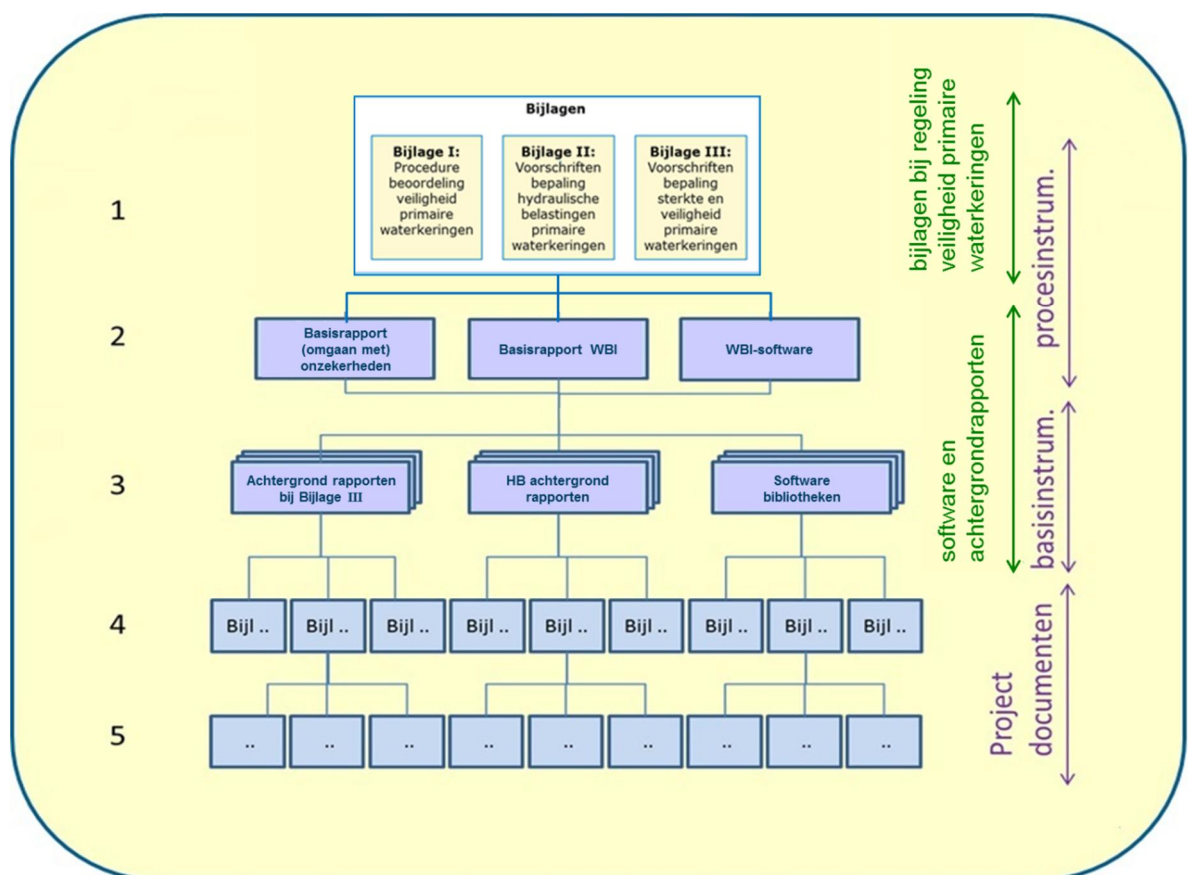 Bijlagen
Bijlage I:
Procedure
beoordeling
veiligheid
primaire
waterkeringen
Bijlage II:
Voorschriften
bepaling
hydraulische
belastingen
primaire
waterkeringen
Bijlage III:
Voorschriften
bepaling
sterkte en
veiligheid
primaire
waterkeringen
1
bijlagen bij regeling
veiligheid primaire
waterkeringen
procesinstrum.
2
Basisrapport
(omgaan met)
onzekerheden
Basisrapport WBI
WBI-software
software en
achtergrondrapporten
3
Achtergrond rapporten
bij Bijlage III
HB achtergrond
rapporten
Software
bibliotheken
basisinstrum.
4
Bijl ..
Bijl ..
Bijl ..
Bijl ..
Bijl ..
Bijl ..
Bijl ..
Bijl ..
Bijl ..
Project
documenten
5
..
..
..
..
..
..
..
..
..